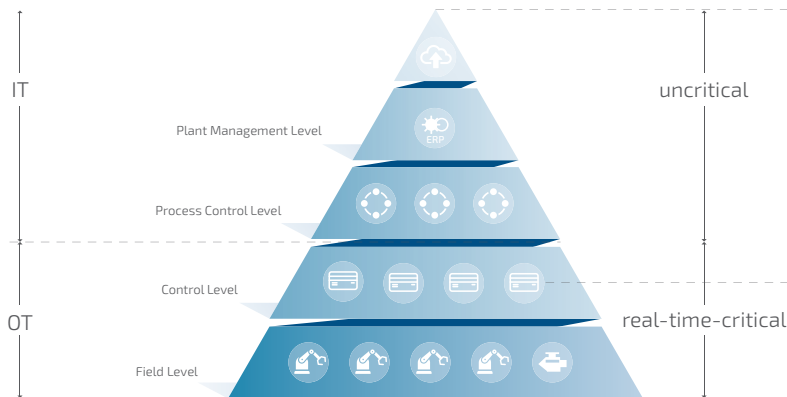 IT
uncritical
Plant Management Level
ERP
Process Control Level
Control Level
OT
real-time-critical
Field Level